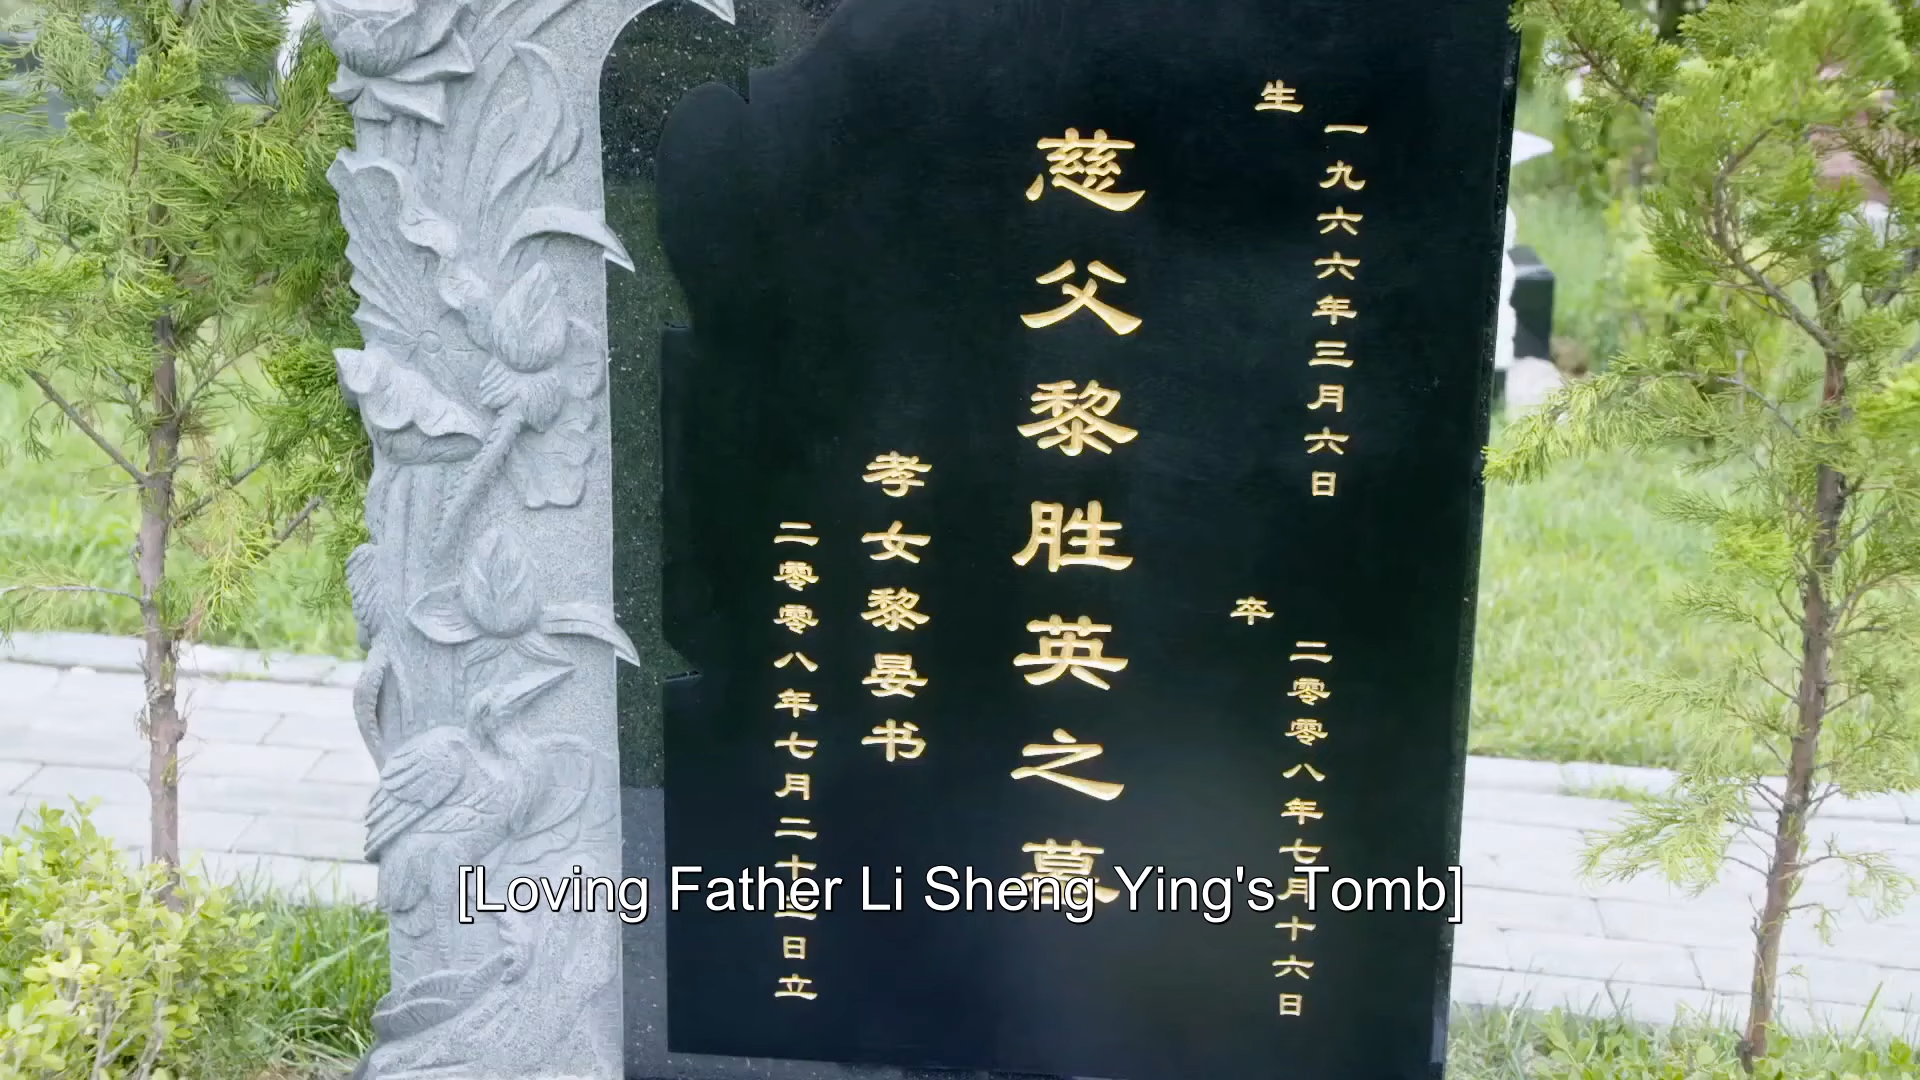 一九六六年三月六日
生
二零零八年七月十六日
卒
慈父黎胜英之墓
孝女黎晏书
二零零八年七月二十三日立
[Loving Father Li Sheng Ying's Tomb]